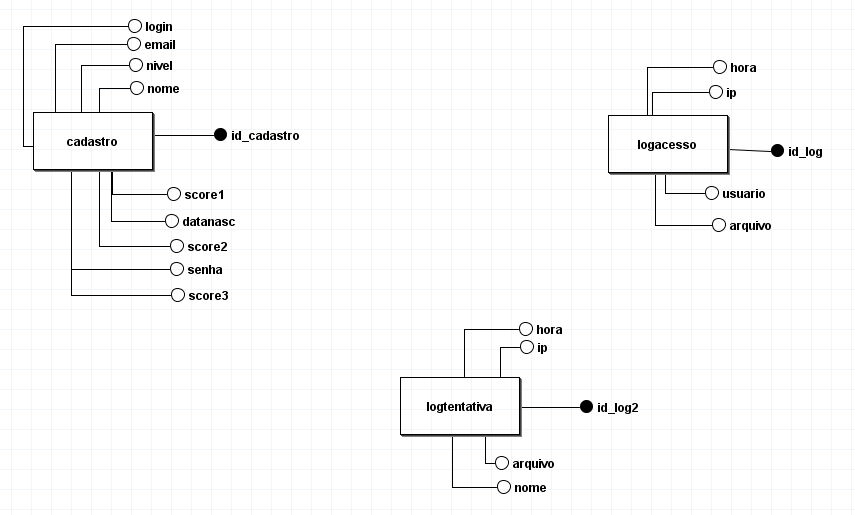 login
email
nivel
nome
cadastro
id_cadastro
score1
datanasc
score2
senha
score3
hora
ip
logacesso
id_log
usuario
arquivo
hora
ip
logtentativa
id_log2
arquivo
nome